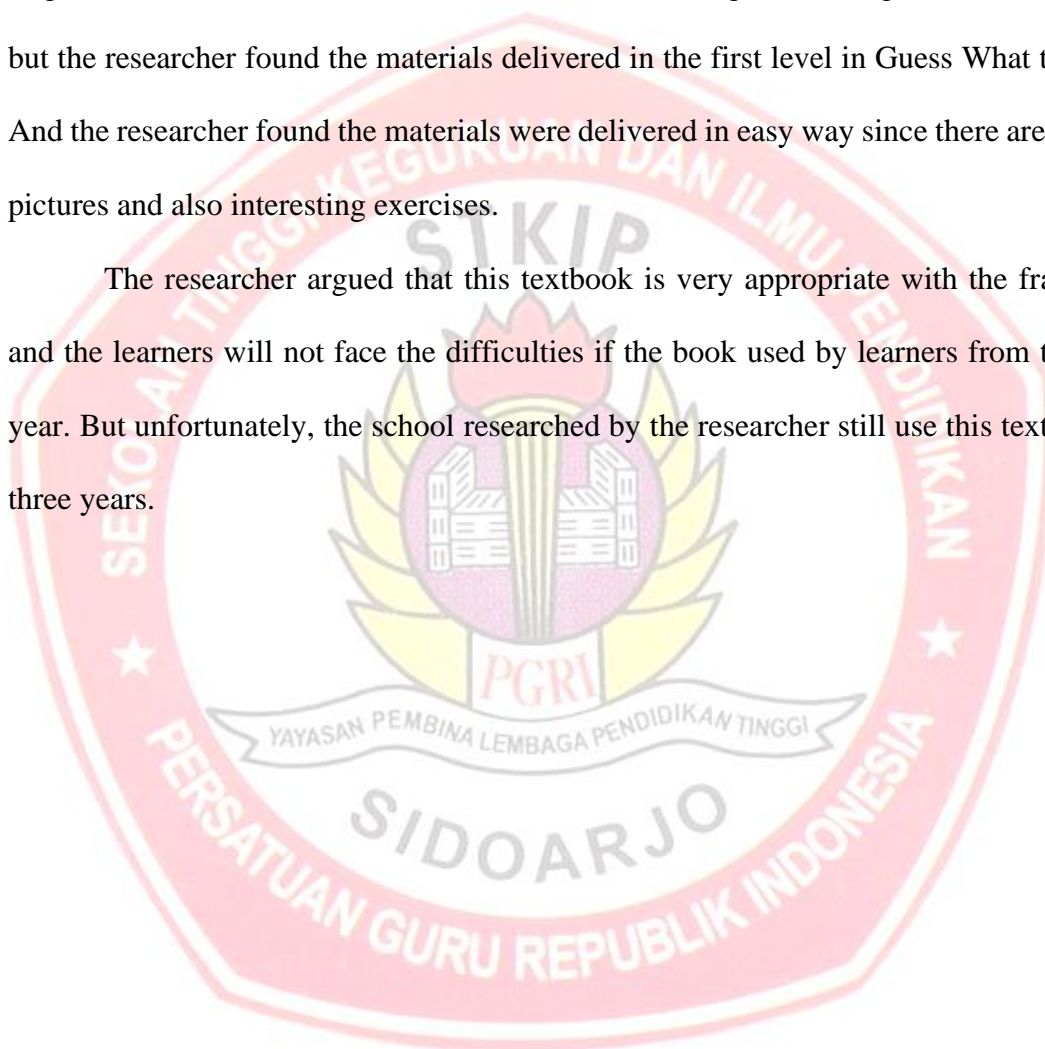 but the researcher found the materials delivered in the first level in Guess What
And the researcher found the materials were delivered in easy way since there are
pictures and also interesting exercises.
The researcher argued that this textbook is very appropriate with the
and the learners will not face the difficulties if the book used by learners from
year. But unfortunately, the school researched by the researcher still use this
three years.
SEKOLAH TINGGI KEGURUAN DAN ILMU PENDIDIKAN
STKIP
PGRI
YAYASAN PEMBINA LEMBAGA PENDIDIKAN TINGGI
SIDOARJO
PERSATUAN GURU REPUBLIK INDONESIA